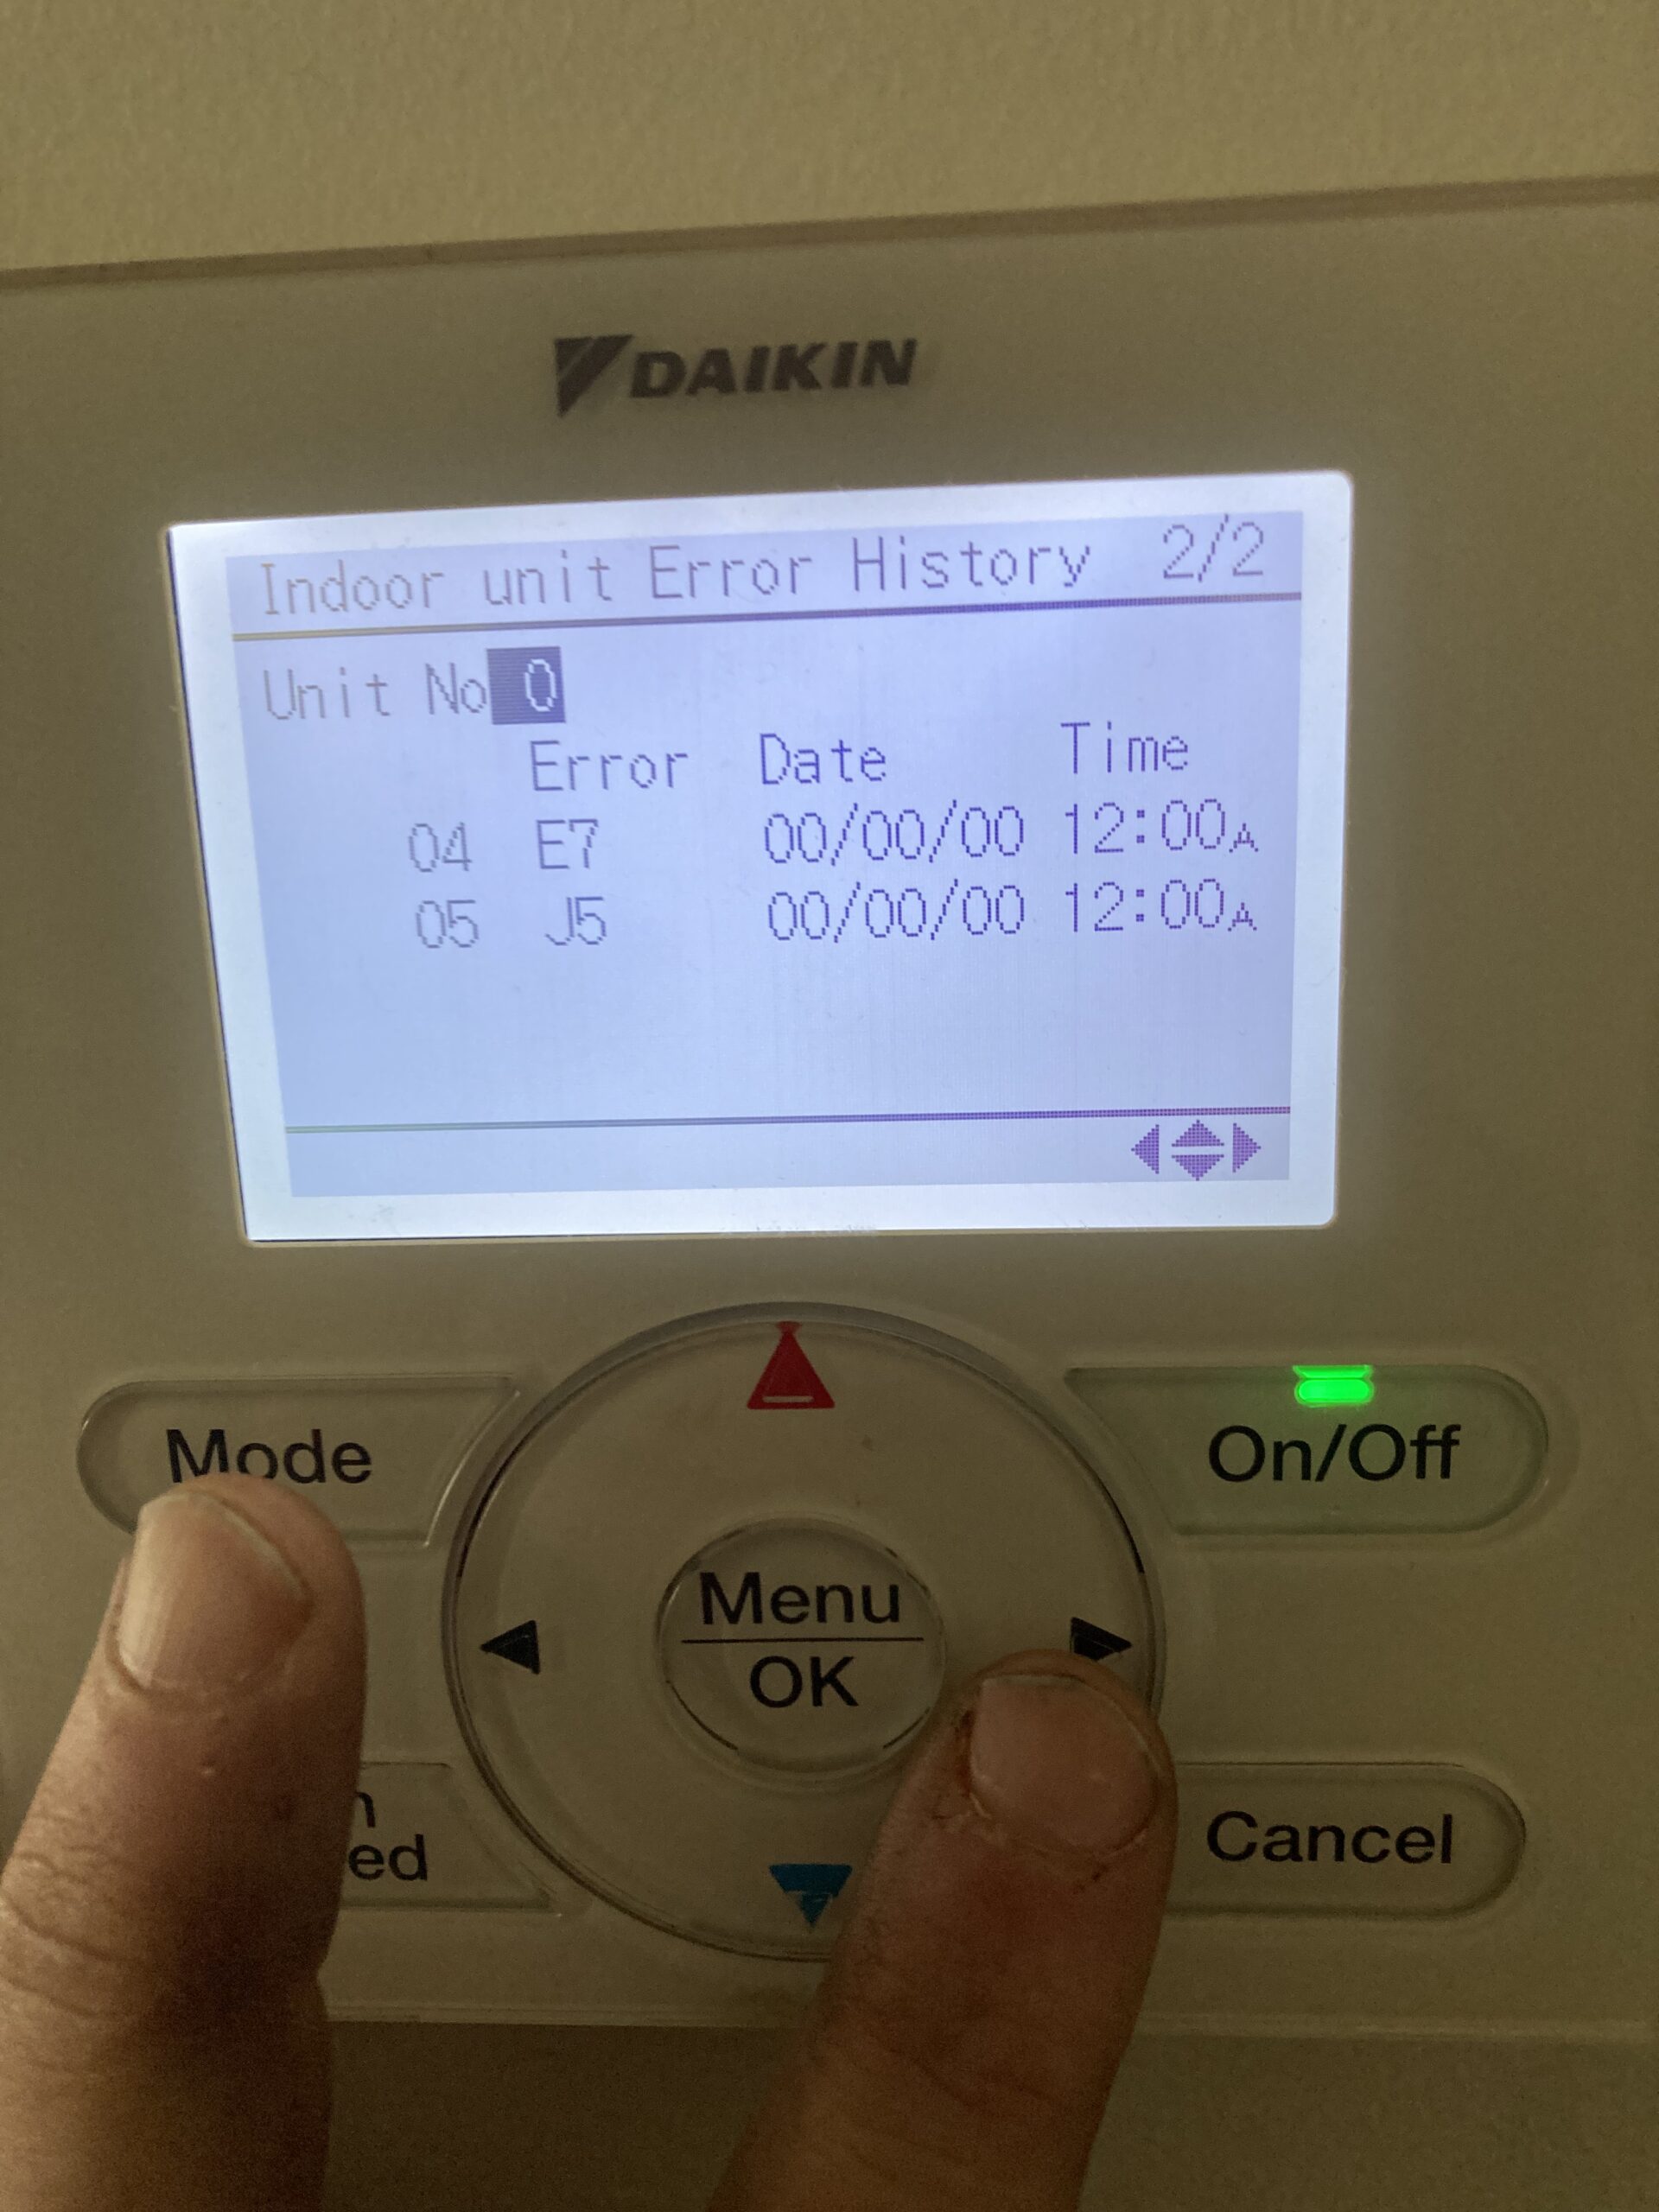 DAIKIN
Indoor unit Error History 2/2
Unit No 0
Error Date Time
04 E7 00/00/00 12:00A
05 J5 00/00/00 12:00A
Mode
On/Off
Menu
OK
Cancel